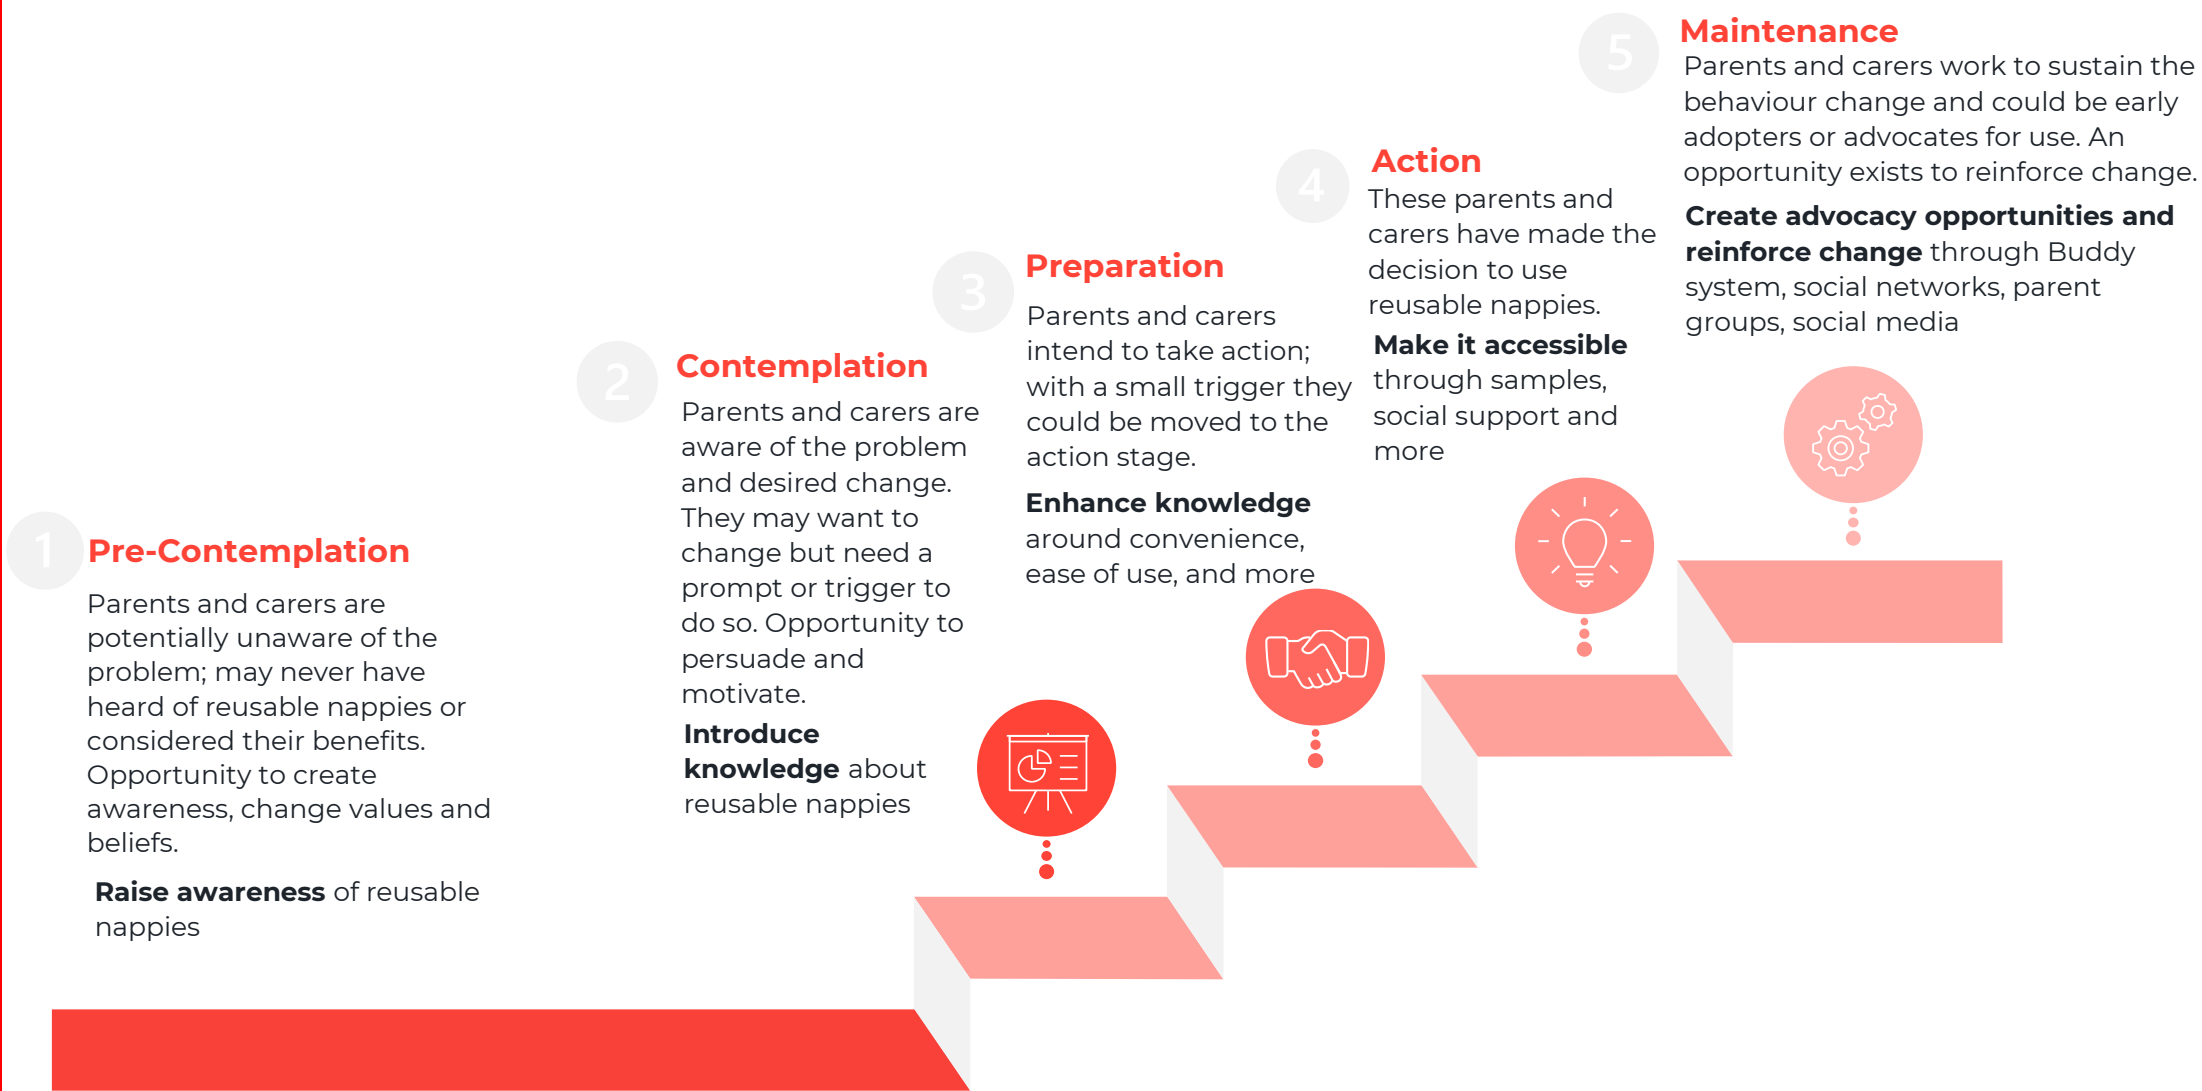 1
Pre-Contemplation
Parents and carers are
potentially unaware of the
problem; may never have
heard of reusable nappies or
considered their benefits.
Opportunity to create
awareness, change values and
beliefs.
Raise awareness of reusable
nappies
2
Contemplation
Parents and carers are
aware of the problem
and desired change.
They may want to
change but need a
prompt or trigger to
do so. Opportunity to
persuade and
motivate.
Introduce
knowledge about
reusable nappies
3
Preparation
Parents and carers
intend to take action;
with a small trigger they
could be moved to the
action stage.
Enhance knowledge
around convenience,
ease of use, and more
4
Action
These parents and
carers have made the
decision to use
reusable nappies.
Make it accessible
through samples,
social support and
more
5
Maintenance
Parents and carers work to sustain the
behaviour change and could be early
adopters or advocates for use. An
opportunity exists to reinforce change.
Create advocacy opportunities and
reinforce change through Buddy
system, social networks, parent
groups, social media